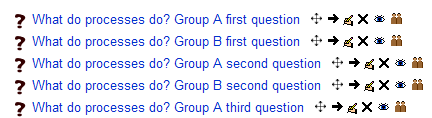 What do processes do? Group A first question
What do processes do? Group B first question
What do processes do? Group A second question
What do processes do? Group B second question
What do processes do? Group A third question